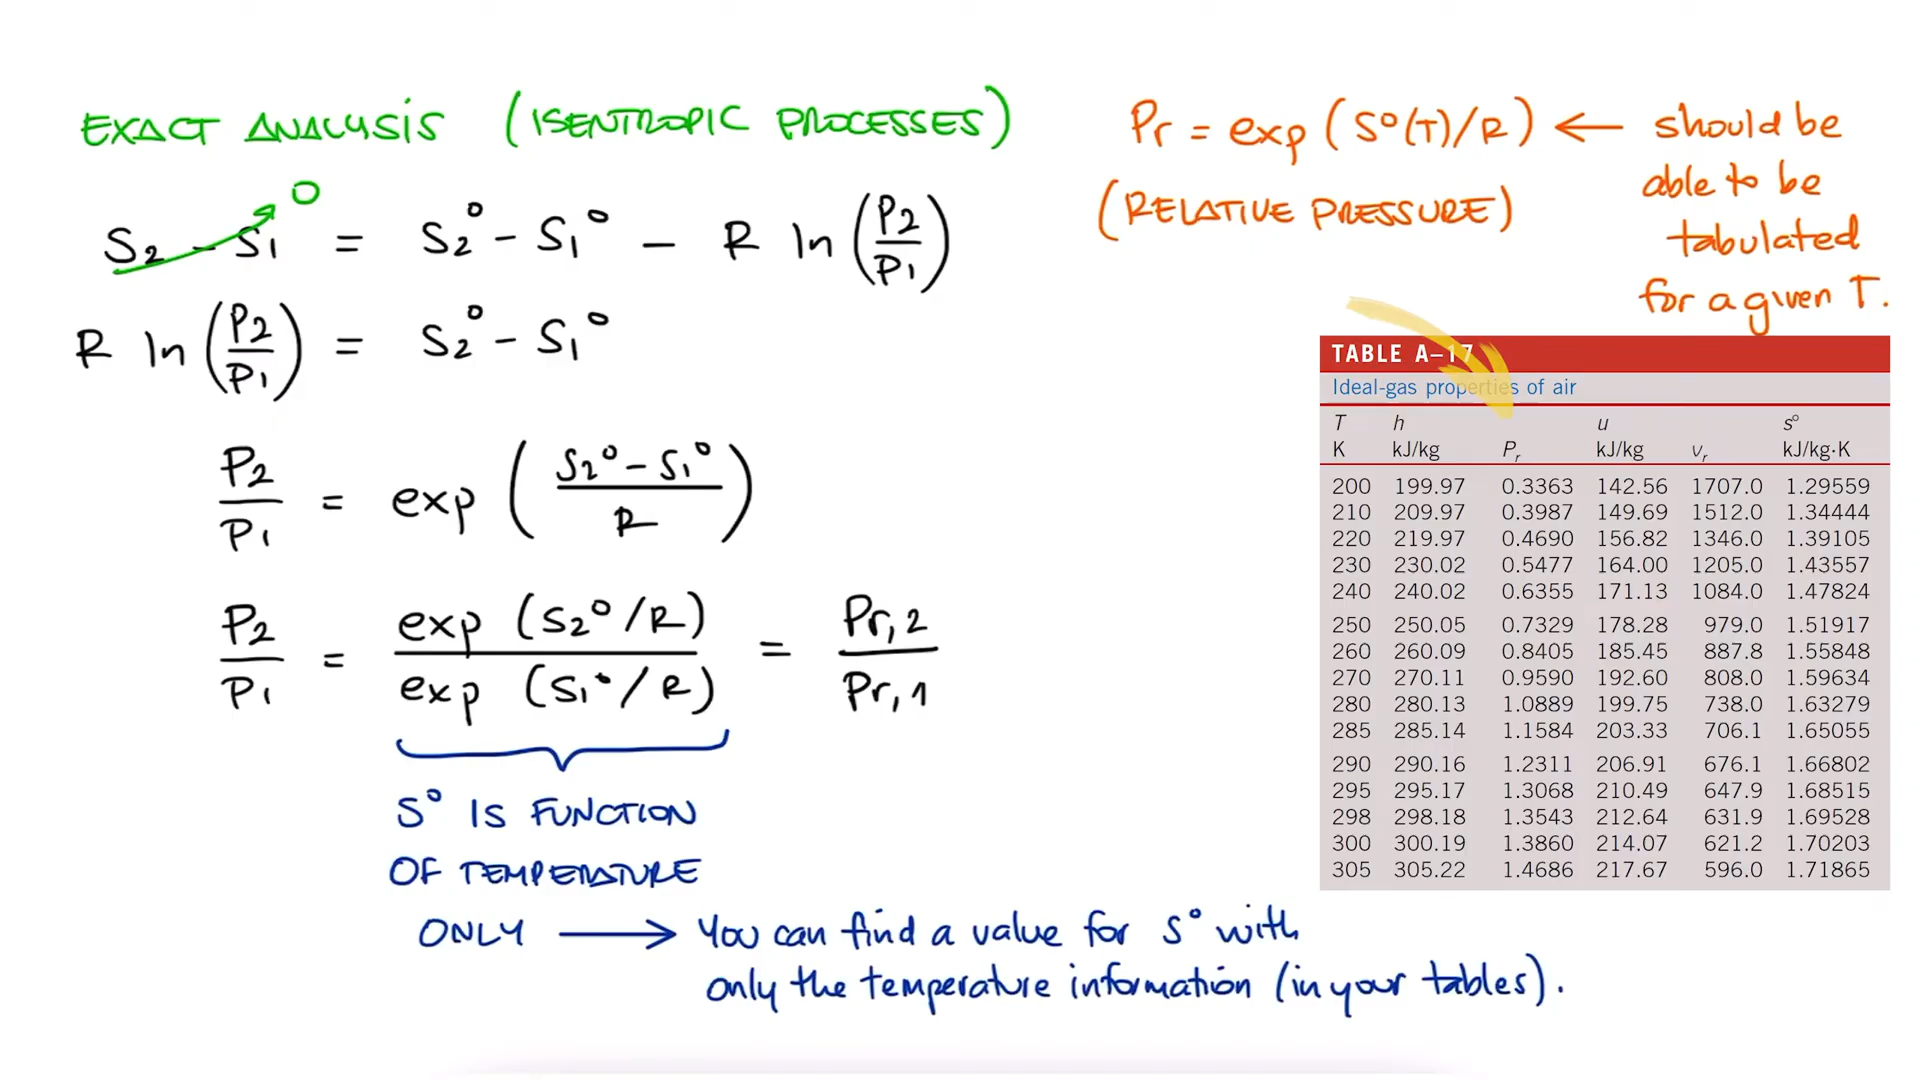 EXACT ANALYSIS (ISENTROPIC PROCESSES)
S2 - S1 → 0 = S2° - S1° - R ln (P2/P1)
R ln (P2/P1) = S2° - S1°
P2/P1 = exp ((S2° - S1°)/R)
P2/P1 = exp (S2°/R) / exp (S1°/R) = Pr,2 / Pr,1
S° IS FUNCTION
OF TEMPERATURE
ONLY → You can find a value for S° with
only the temperature information (in your tables).
Pr = exp (S°(T)/R) ← should be
able to be
tabulated
for a given T.
(RELATIVE PRESSURE)
TABLE A–17
Ideal-gas properties of air
T h u s°
K kJ/kg Pr kJ/kg vr kJ/kg·K
200 199.97 0.3363 142.56 1707.0 1.29559
210 209.97 0.3987 149.69 1512.0 1.34444
220 219.97 0.4690 156.82 1346.0 1.39105
230 230.02 0.5477 164.00 1205.0 1.43557
240 240.02 0.6355 171.13 1084.0 1.47824
250 250.05 0.7329 178.28 979.0 1.51917
260 260.09 0.8405 185.45 887.8 1.55848
270 270.11 0.9590 192.60 808.0 1.59634
280 280.13 1.0889 199.75 738.0 1.63279
285 285.14 1.1584 203.33 706.1 1.65055
290 290.16 1.2311 206.91 676.1 1.66802
295 295.17 1.3068 210.49 647.9 1.68515
298 298.18 1.3543 212.64 631.9 1.69528
300 300.19 1.3860 214.07 621.2 1.70203
305 305.22 1.4686 217.67 596.0 1.71865